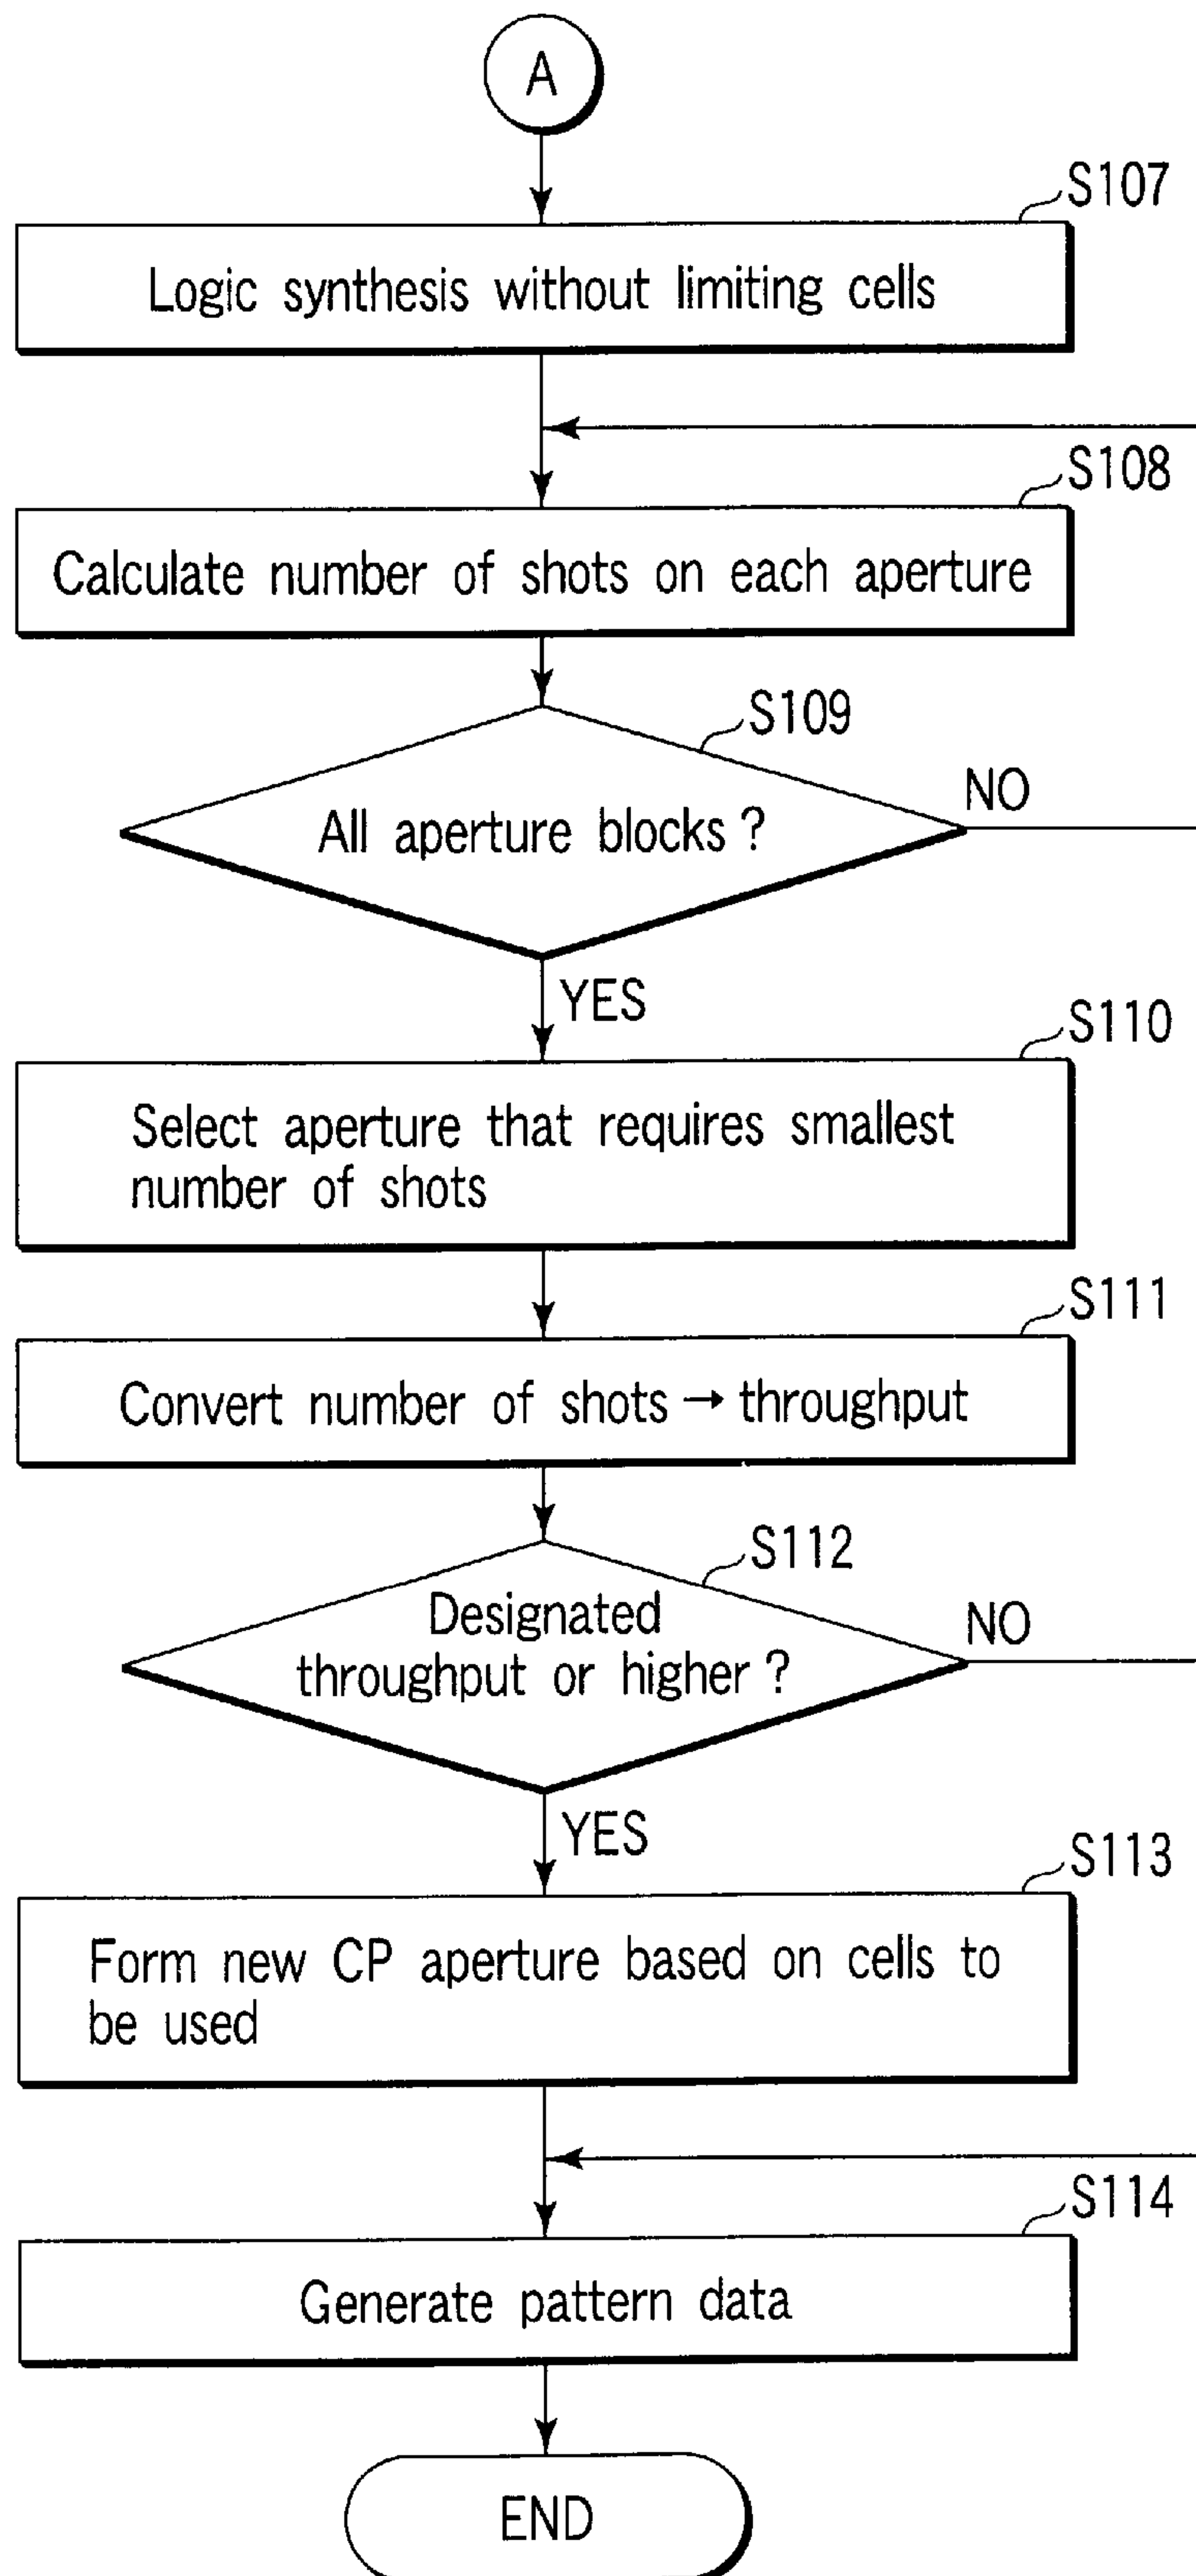 A
S107
Logic synthesis without limiting cells
S108
Calculate number of shots on each aperture
S109
All aperture blocks ?
NO
YES
S110
Select aperture that requires smallest
number of shots
S111
Convert number of shots → throughput
S112
Designated
throughput or higher ?
NO
YES
S113
Form new CP aperture based on cells to
be used
S114
Generate pattern data
END